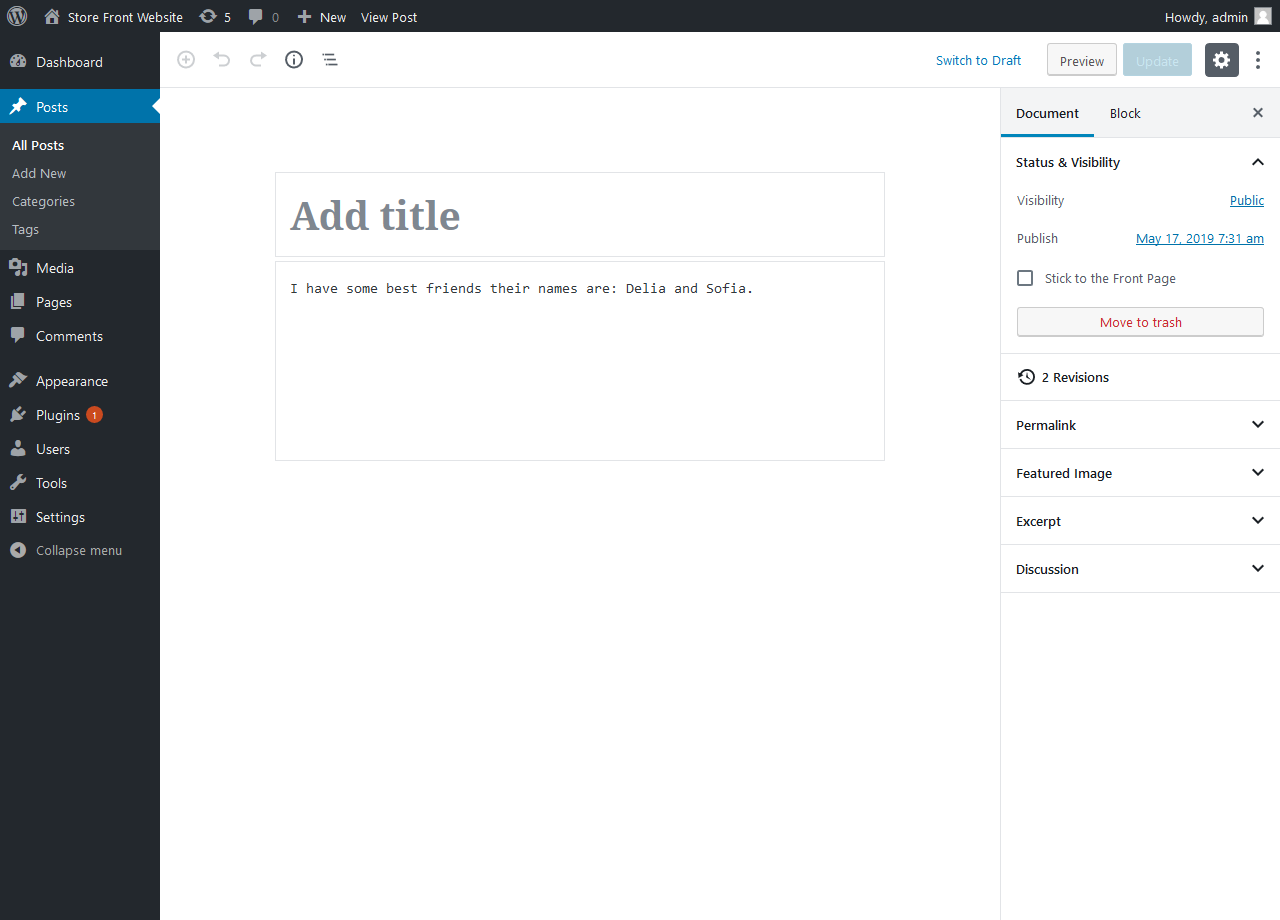 Store Front Website 5 0 New View Post Howdy, admin
Dashboard
Posts
All Posts
Add New
Categories
Tags
Media
Pages
Comments
Appearance
Plugins 1
Users
Tools
Settings
Collapse menu
Switch to Draft Preview Update
Add title
I have some best friends their names are: Delia and Sofia.
Document Block
Status & Visibility
Visibility Public
Publish May 17, 2019 7:31 am
Stick to the Front Page
Move to trash
2 Revisions
Permalink
Featured Image
Excerpt
Discussion